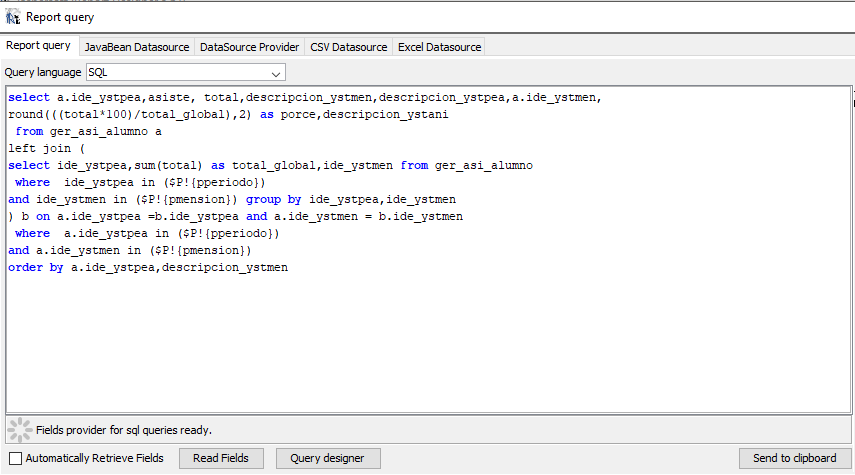 Report query
Report query JavaBean Datasource DataSource Provider CSV Datasource Excel Datasource
Query language SQL
select a.ide_ystpea,asiste, total,descripcion_ystmen,descripcion_ystpea,a.ide_ystmen,
round(((total*100)/total_global),2) as porce,descripcion_ystani
from ger_asi_alumno a
left join (
select ide_ystpea,sum(total) as total_global,ide_ystmen from ger_asi_alumno
where  ide_ystpea in ($P!{pperiodo})
and ide_ystmen in ($P!{pmension}) group by ide_ystpea,ide_ystmen
) b on a.ide_ystpea =b.ide_ystpea and a.ide_ystmen = b.ide_ystmen
where  a.ide_ystpea in ($P!{pperiodo})
and a.ide_ystmen in ($P!{pmension})
order by a.ide_ystpea,descripcion_ystmen
Fields provider for sql queries ready.
Automatically Retrieve Fields Read Fields Query designer Send to clipboard